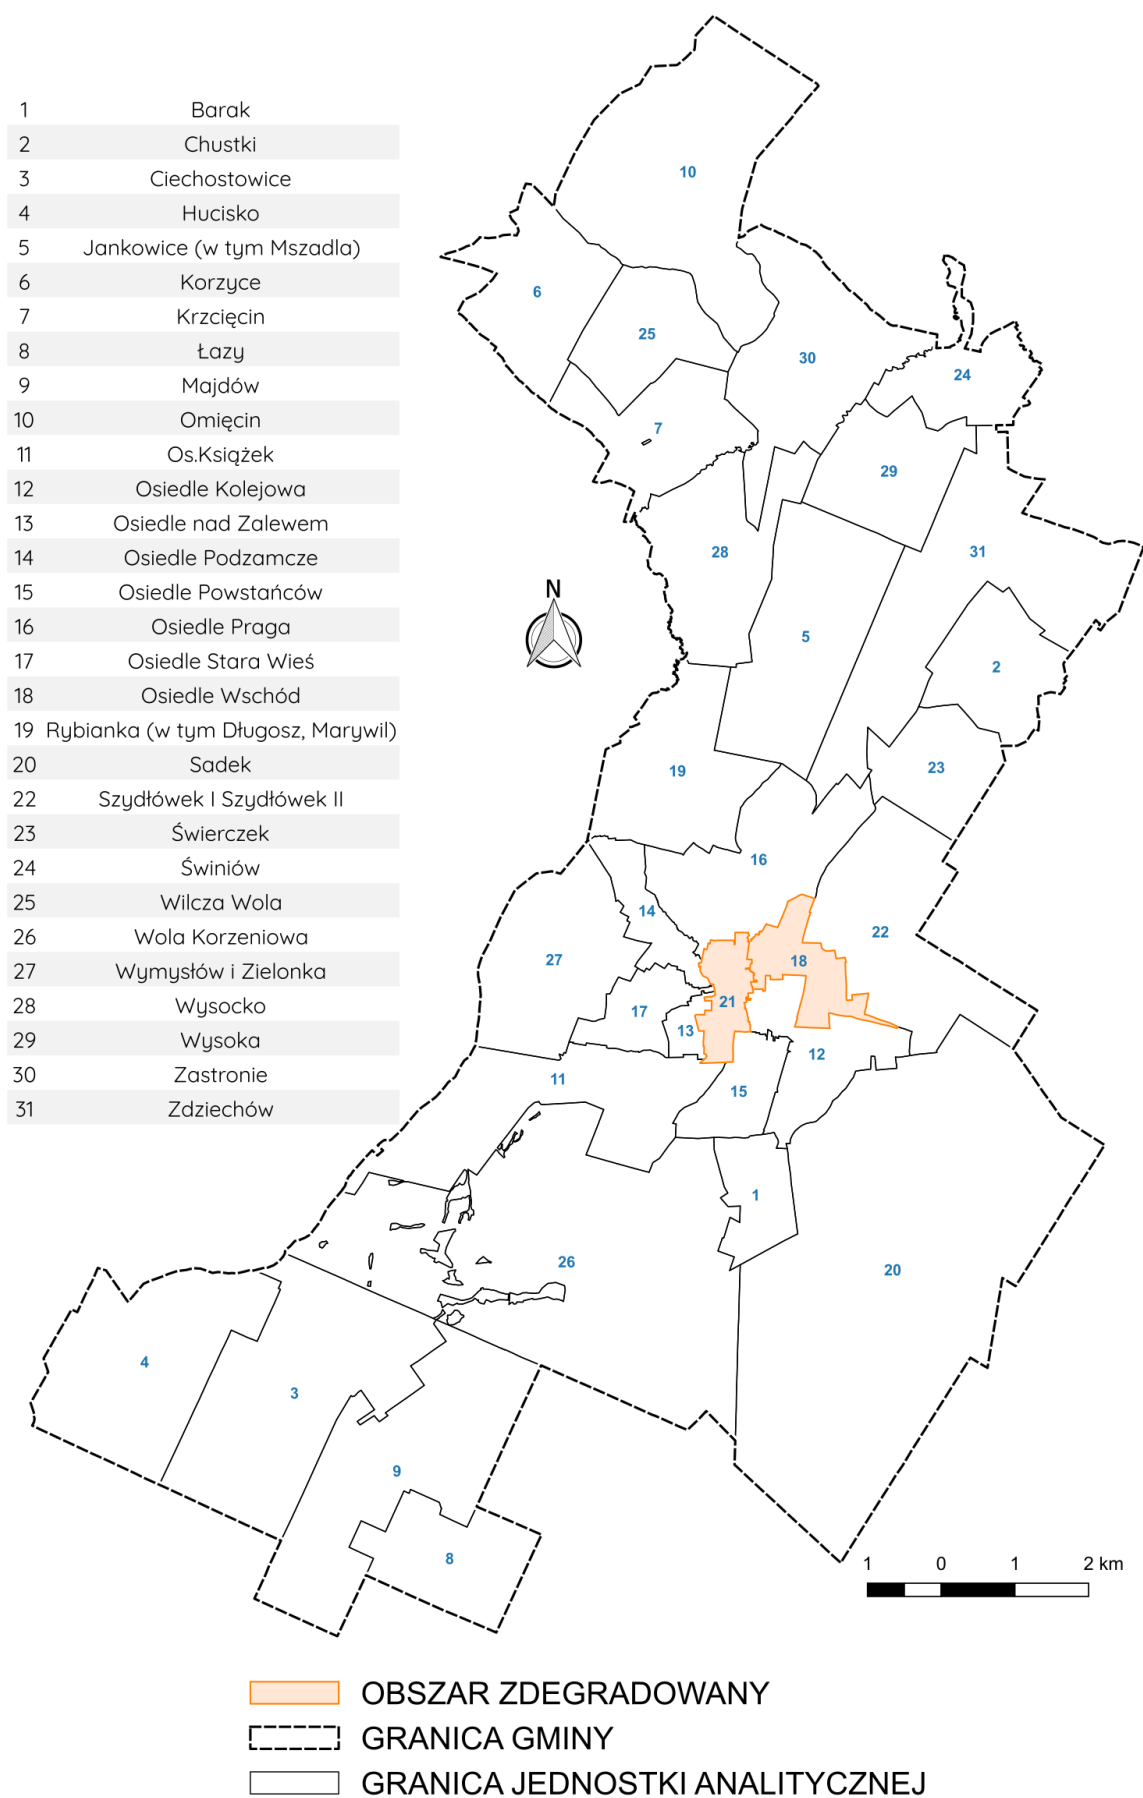 1 Barak
2 Chustki
3 Ciechostowice
4 Hucisko
5 Jankowice (w tym Mszadla)
6 Korzyce
7 Krzcięcin
8 Łazy
9 Majdów
10 Omięcin
11 Os.Książek
12 Osiedle Kolejowa
13 Osiedle nad Zalewem
14 Osiedle Podzamcze
15 Osiedle Powstańców
16 Osiedle Praga
17 Osiedle Stara Wieś
18 Osiedle Wschód
19 Rybianka (w tym Długosz, Marywil)
20 Sadek
22 Szydłówek I Szydłówek II
23 Świerczek
24 Świniów
25 Wilcza Wola
26 Wola Korzeniowa
27 Wymysłów i Zielonka
28 Wysocko
29 Wysoka
30 Zastronie
31 Zdziechów
10
6
25
30
24
7
29
28
31
N
5
2
19
23
16
14
22
27
18
21
17
13
12
11
15
1
26
20
4
3
9
8
1 0 1 2 km
OBSZAR ZDEGRADOWANY
GRANICA GMINY
GRANICA JEDNOSTKI ANALITYCZNEJ